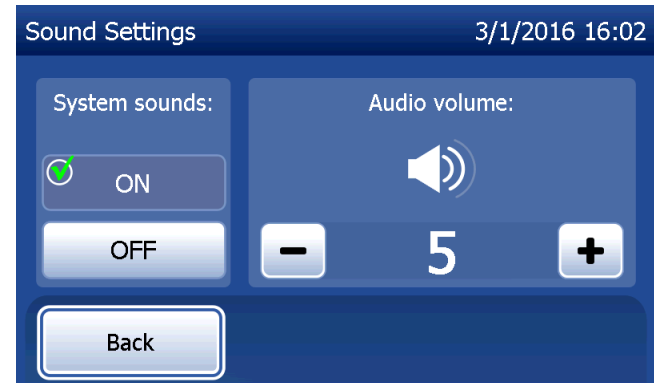 Sound Settings 3/1/2016 16:02
System sounds:
ON
OFF
Audio volume:
5
Back